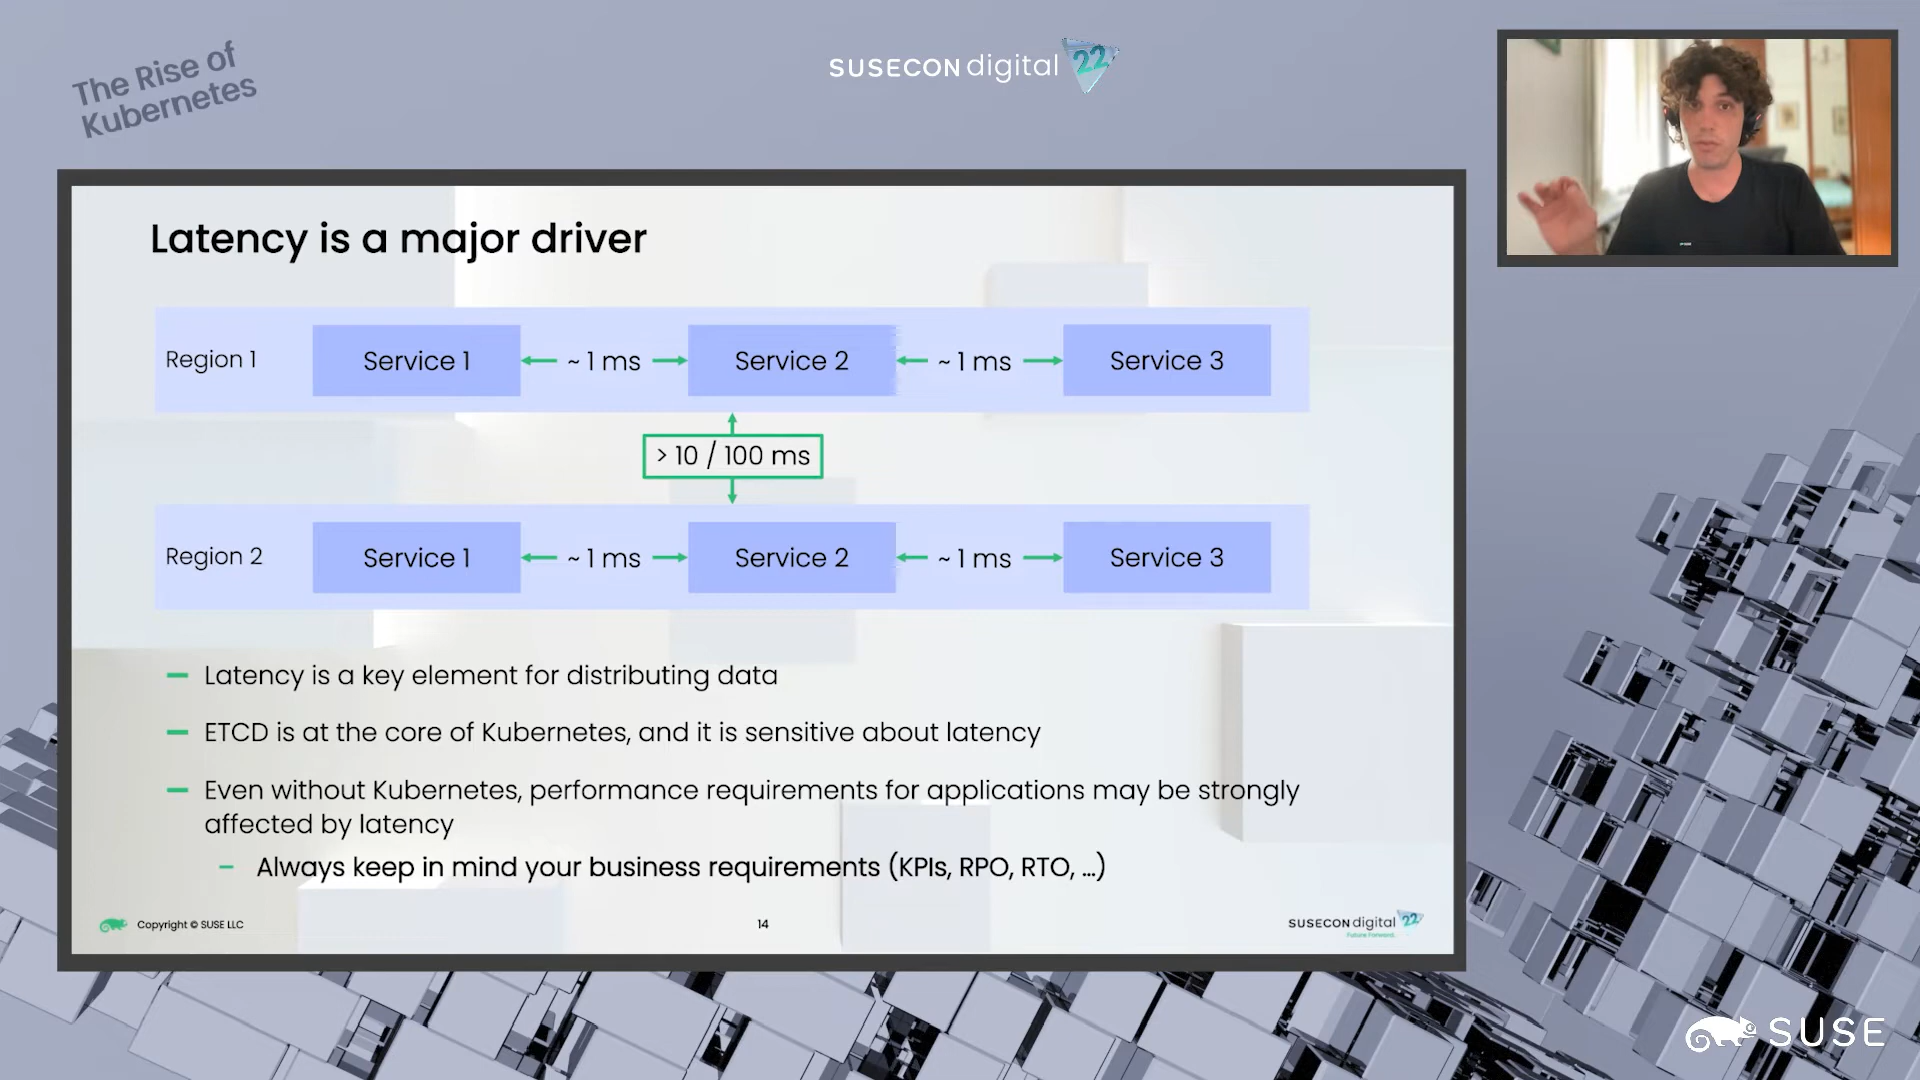 The Rise of
Kubernetes
SUSECON digital 22
Latency is a major driver
Region 1
Service 1
~ 1 ms
Service 2
~ 1 ms
Service 3
> 10 / 100 ms
Region 2
Service 1
~ 1 ms
Service 2
~ 1 ms
Service 3
Latency is a key element for distributing data
ETCD is at the core of Kubernetes, and it is sensitive about latency
Even without Kubernetes, performance requirements for applications may be strongly
affected by latency
Always keep in mind your business requirements (KPIs, RPO, RTO, ...)
Copyright © SUSE LLC
14
SUSECON digital 22
Future Forward.
SUSE